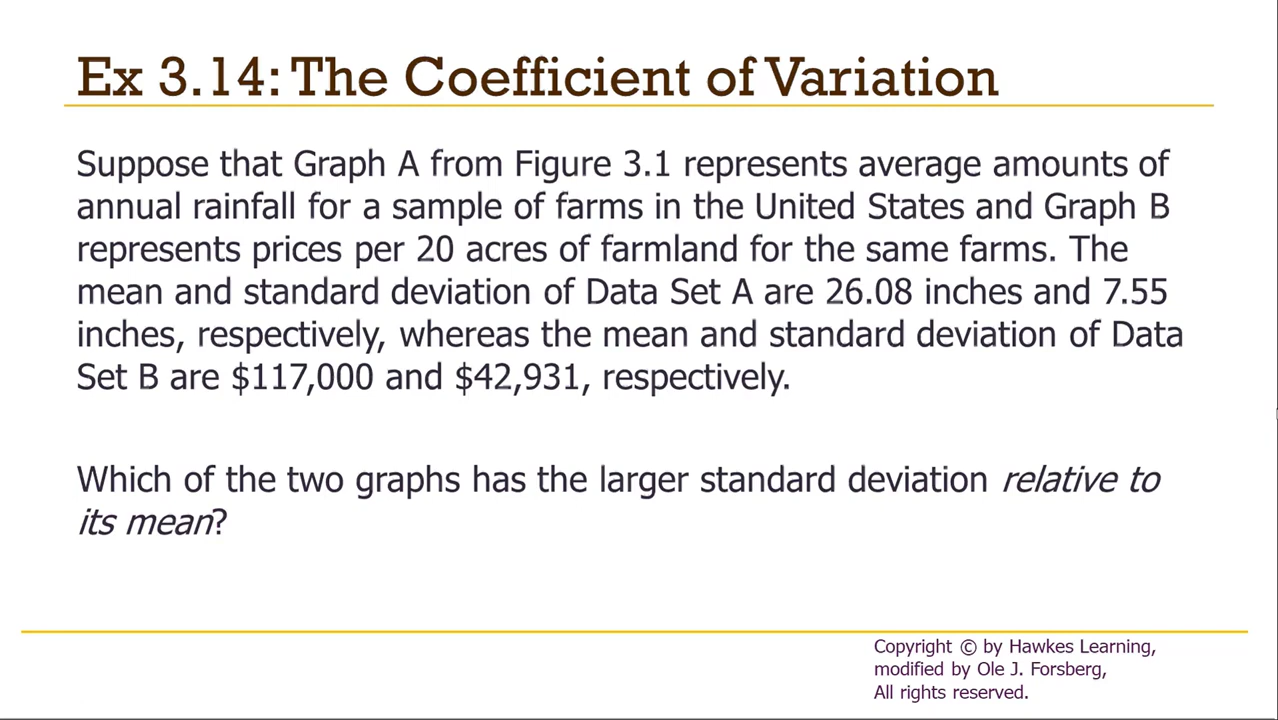 Ex 3.14: The Coefficient of Variation
Suppose that Graph A from Figure 3.1 represents average amounts of
annual rainfall for a sample of farms in the United States and Graph B
represents prices per 20 acres of farmland for the same farms. The
mean and standard deviation of Data Set A are 26.08 inches and 7.55
inches, respectively, whereas the mean and standard deviation of Data
Set B are $117,000 and $42,931, respectively.
Which of the two graphs has the larger standard deviation relative to
its mean?
Copyright © by Hawkes Learning,
modified by Ole J. Forsberg,
All rights reserved.